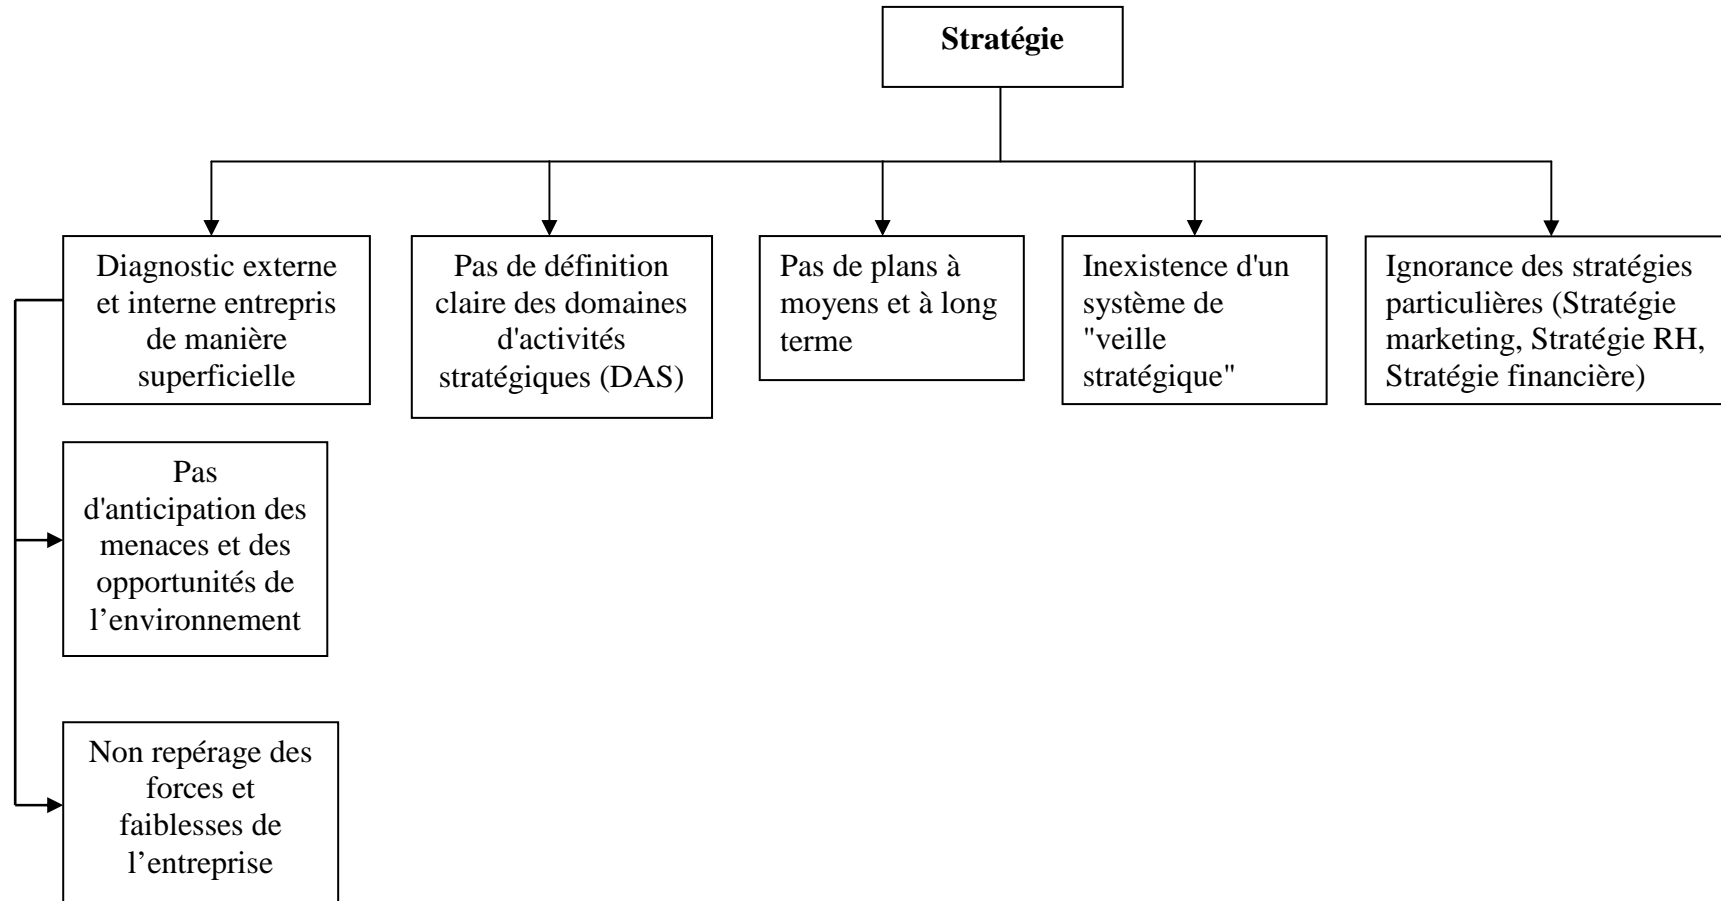 Stratégie
Diagnostic externe
et interne entrepris
de manière
superficielle
Pas de définition
claire des domaines
d'activités
stratégiques (DAS)
Pas de plans à
moyens et à long
terme
Inexistence d'un
système de
"veille
stratégique"
Ignorance des stratégies
particulières (Stratégie
marketing, Stratégie RH,
Stratégie financière)
Pas
d'anticipation des
menaces et des
opportunités de
l’environnement
Non repérage des
forces et
faiblesses de
l’entreprise